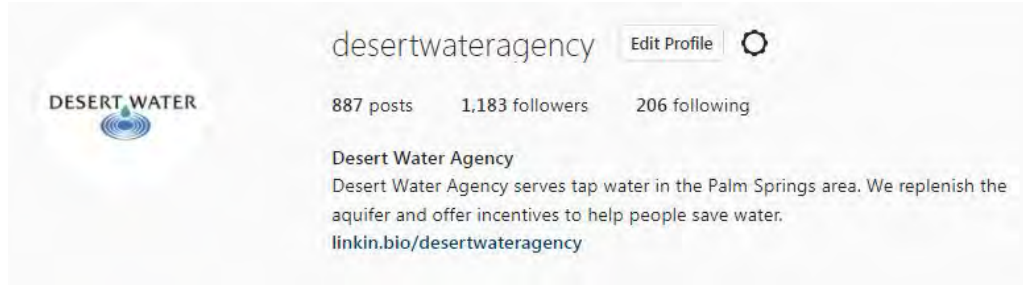 desertwateragency Edit Profile
DESERT WATER
887 posts 1,183 followers 206 following
Desert Water Agency
Desert Water Agency serves tap water in the Palm Springs area. We replenish the
aquifer and offer incentives to help people save water.
linkin.bio/desertwateragency